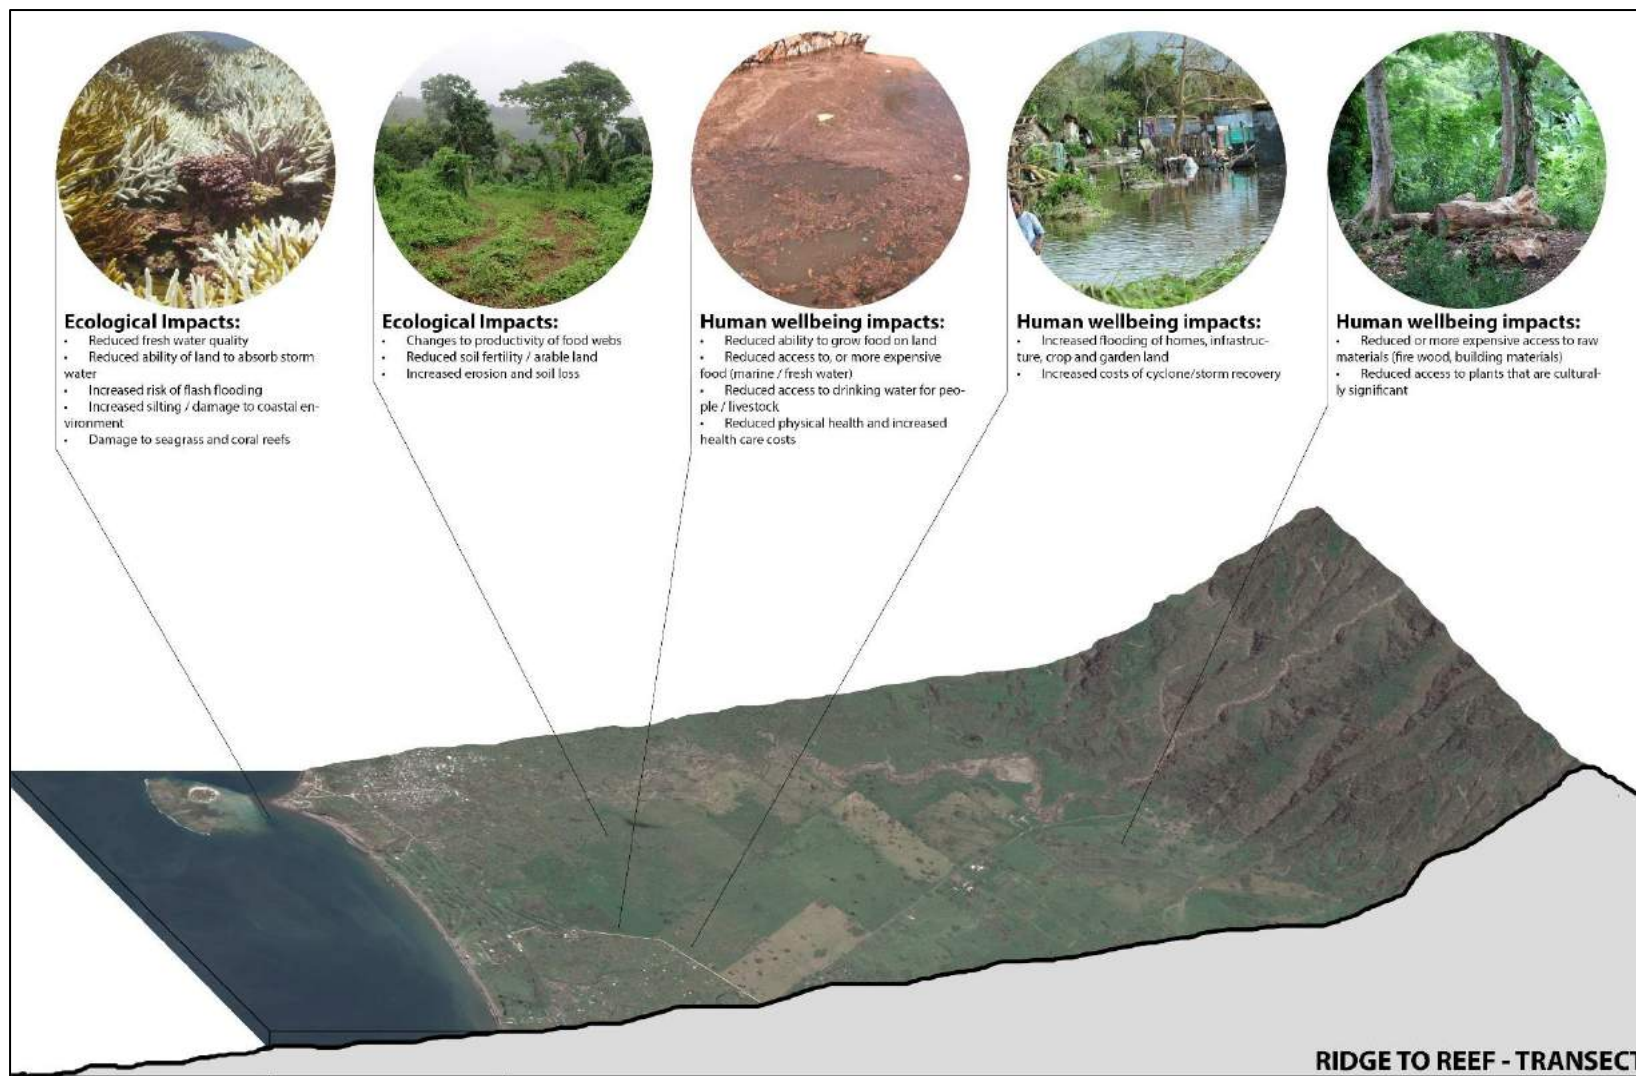 Ecological Impacts:
• Reduced fresh water quality
• Reduced ability of land to absorb storm
water
• Increased risk of flash flooding
• Increased silting / damage to coastal en-
vironment
• Damage to seagrass and coral reefs
Ecological Impacts:
• Changes to productivity of food webs
• Reduced soil fertility / arable land
• Increased erosion and soil loss
Human wellbeing impacts:
• Reduced ability to grow food on land
• Reduced access to, or more expensive
food (marine / fresh water)
• Reduced access to drinking water for peo-
ple / livestock
• Reduced physical health and increased
health care costs
Human wellbeing impacts:
• Increased flooding of homes, infrastruc-
ture, crop and garden land
• Increased costs of cyclone/storm recovery
Human wellbeing impacts:
• Reduced or more expensive access to raw
materials (fire wood, building materials)
• Reduced access to plants that are cultural-
ly significant
RIDGE TO REEF - TRANSECT